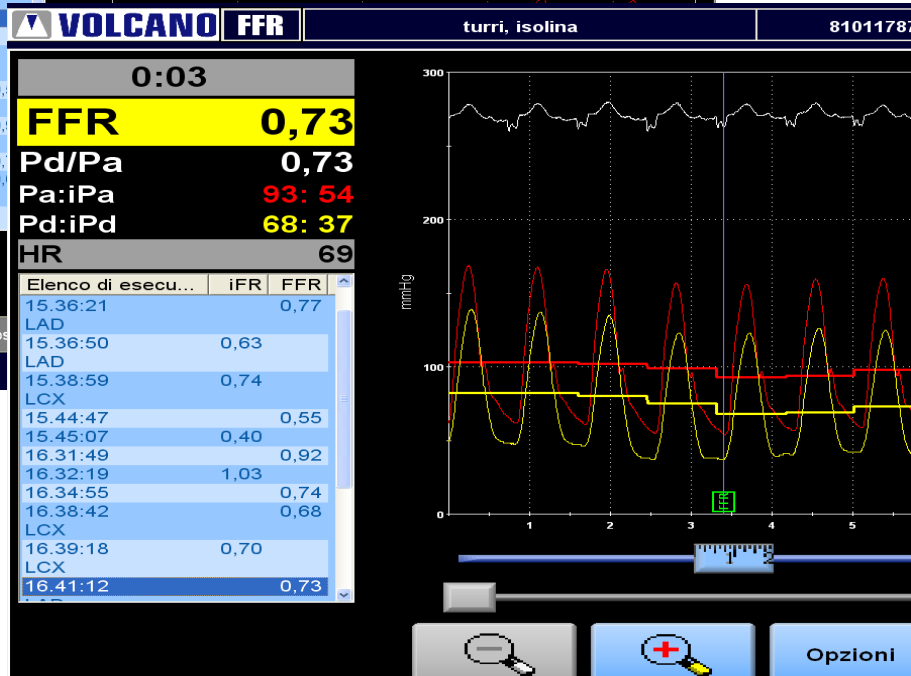 VOLCANO FFR turri, isolina 81011787
0:03
FFR 0,73
Pd/Pa 0,73
Pa:iPa 93: 54
Pd:iPd 68: 37
HR 69
Elenco di esecu... iFR FFR
15.36:21 0,77
LAD
15.36:50 0,63
LAD
15.38:59 0,74
LCX
15.44:47 0,55
15.45:07 0,40
16.31:49 0,92
16.32:19 1,03
16.34:55 0,74
16.38:42 0,68
LCX
16.39:18 0,70
LCX
16.41:12 0,73
300
200
mmHg
100
0
FFR
1 2 3 4 5
1 2
Opzioni